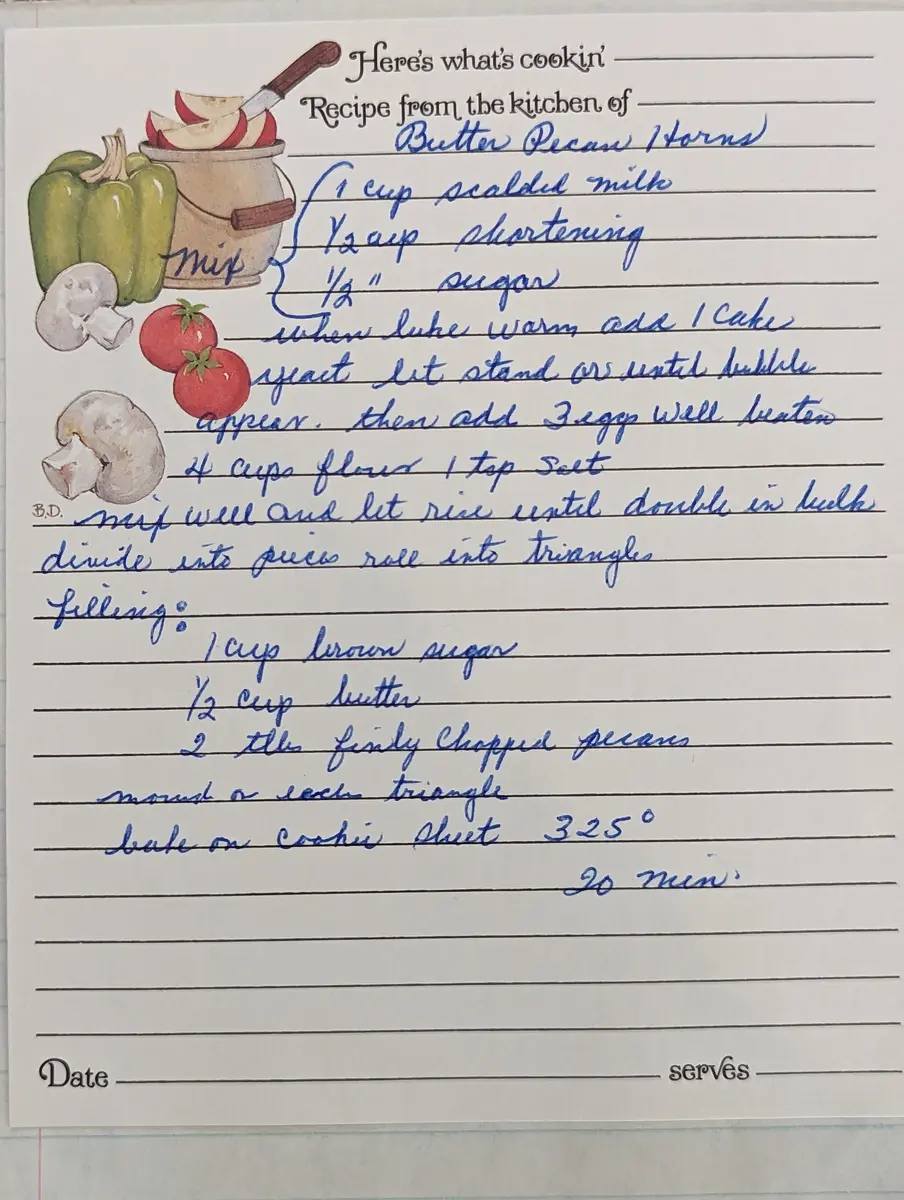 Here's what's cookin'
Recipe from the kitchen of
Butter Pecan Horns
1 cup scalded milk
1/2 cup shortening
mix
1/2 " sugar
when luke warm add 1 Cake
yeast let stand or until bubble
appear. then add 3 eggs well beaten
4 cups flour 1 tsp Salt
B.D.
mix well and let rise until double in bulk
divide into pieces roll into triangles
filling:
1 cup brown sugar
1/2 cup butter
2 tbls finly Chopped pecans
mound on each triangle
bake on cookie sheet 325°
20 min.
Date
serves